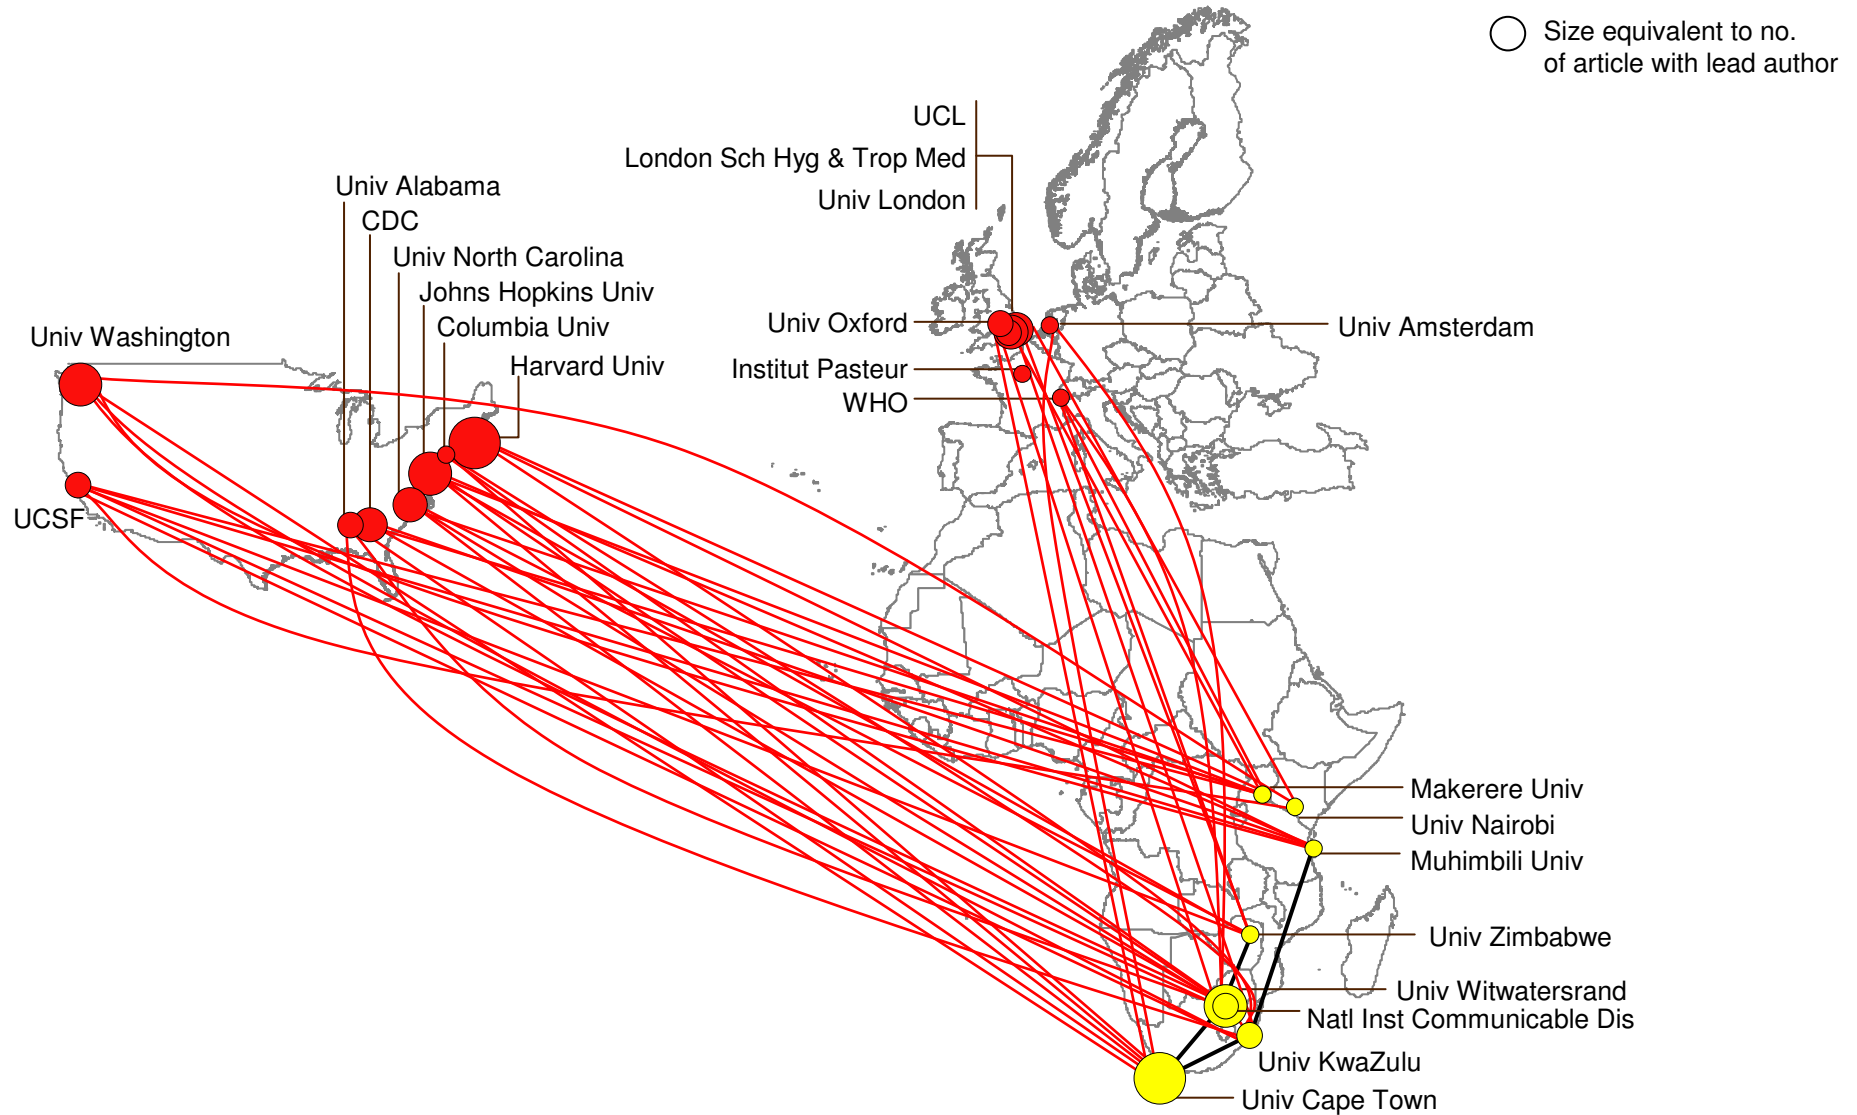 Size equivalent to no.
of article with lead author
UCL
London Sch Hyg & Trop Med
Univ London
Univ Alabama
CDC
Univ North Carolina
Johns Hopkins Univ
Columbia Univ
Harvard Univ
Univ Washington
UCSF
Univ Oxford
Institut Pasteur
WHO
Univ Amsterdam
Makerere Univ
Univ Nairobi
Muhimbili Univ
Univ Zimbabwe
Univ Witwatersrand
Natl Inst Communicable Dis
Univ KwaZulu
Univ Cape Town